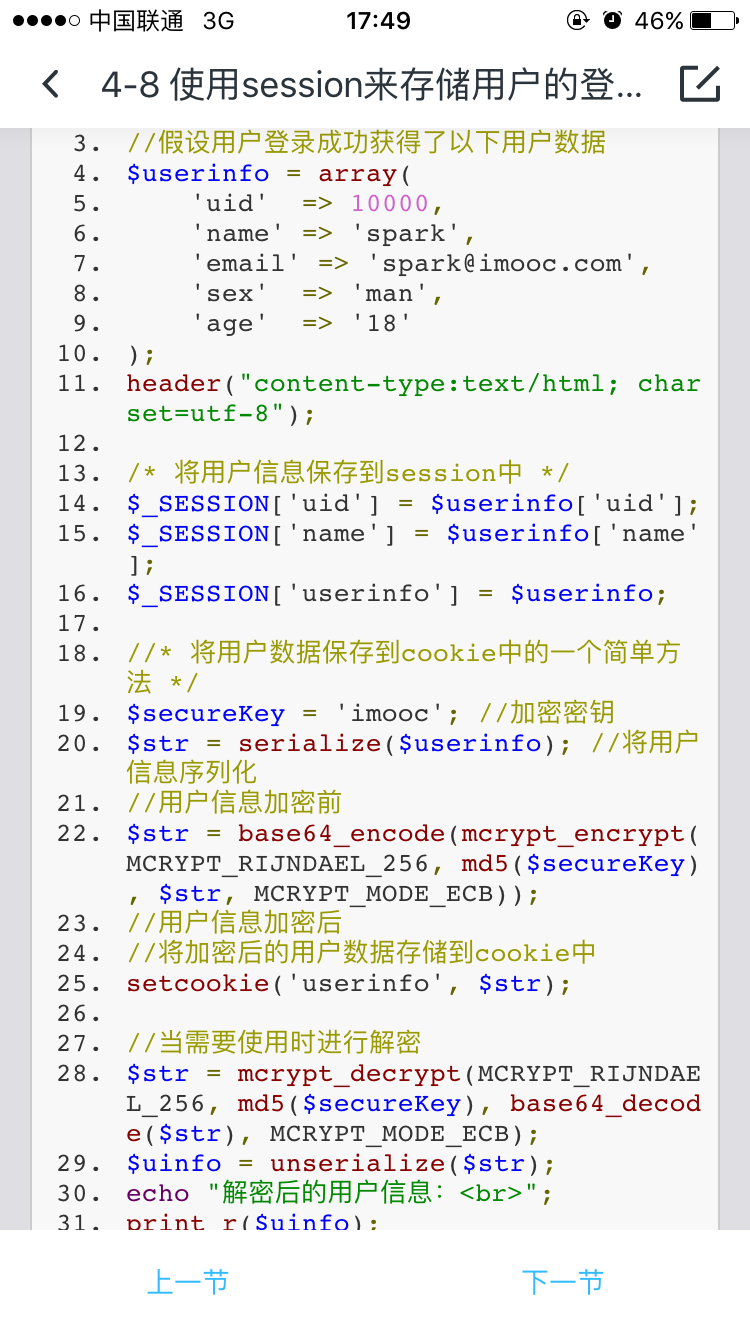 中国联通 3G 17:49 46%
4-8 使用session来存储用户的登...
3. //假设用户登录成功获得了以下用户数据
4. $userinfo = array(
5. 'uid' => 10000,
6. 'name' => 'spark',
7. 'email' => 'spark@imooc.com',
8. 'sex' => 'man',
9. 'age' => '18'
10. );
11. header("content-type:text/html; char
set=utf-8");
12.
13. /* 将用户信息保存到session中 */
14. $_SESSION['uid'] = $userinfo['uid'];
15. $_SESSION['name'] = $userinfo['name'
];
16. $_SESSION['userinfo'] = $userinfo;
17.
18. //* 将用户数据保存到cookie中的一个简单方
法 */
19. $secureKey = 'imooc'; //加密密钥
20. $str = serialize($userinfo); //将用户
信息序列化
21. //用户信息加密前
22. $str = base64_encode(mcrypt_encrypt(
MCRYPT_RIJNDAEL_256, md5($secureKey)
, $str, MCRYPT_MODE_ECB));
23. //用户信息加密后
24. //将加密后的用户数据存储到cookie中
25. setcookie('userinfo', $str);
26.
27. //当需要使用时进行解密
28. $str = mcrypt_decrypt(MCRYPT_RIJNDAE
L_256, md5($secureKey), base64_decod
e($str), MCRYPT_MODE_ECB);
29. $uinfo = unserialize($str);
30. echo "解密后的用户信息：<br>";
31. print_r($uinfo);
上一节 下一节